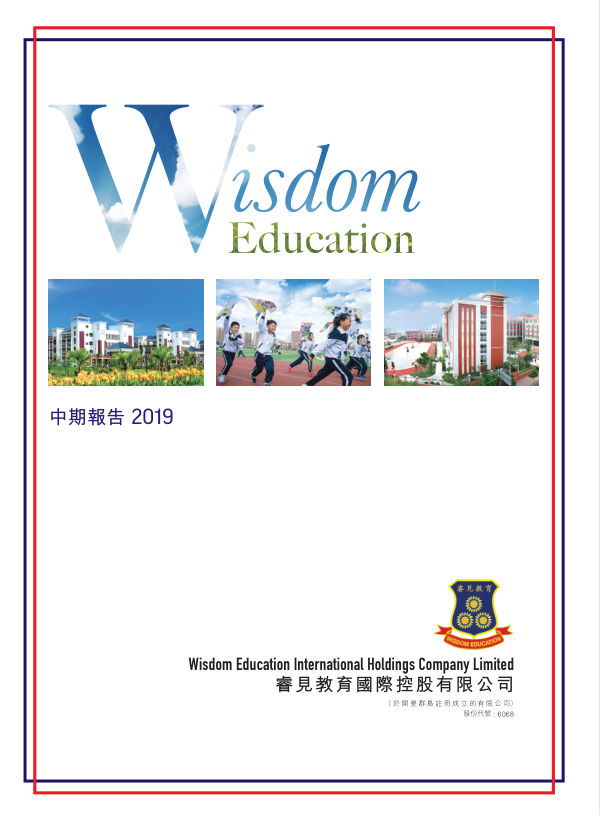 Wisdom
Education
中期報告 2019
睿見教育
WISDOM EDUCATION
Wisdom Education International Holdings Company Limited
睿見教育國際控股有限公司
(於開曼群島註冊成立的有限公司)
股份代號 : 6068